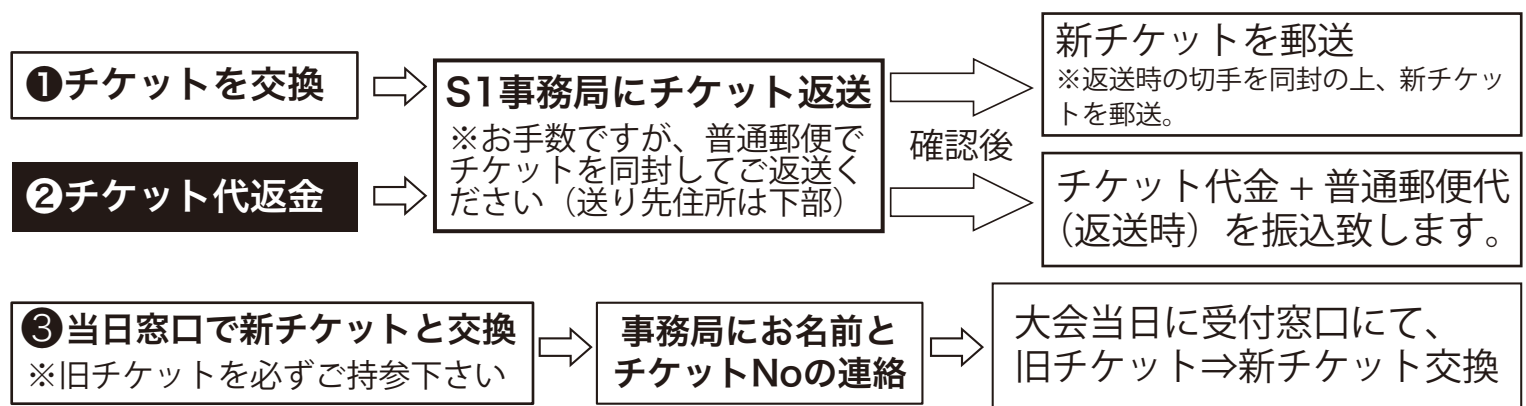 ❶チケットを交換
❷チケット代返金
S1事務局にチケット返送
※お手数ですが、普通郵便で
チケットを同封してご返送く
ださい（送り先住所は下部）
確認後
新チケットを郵送
※返送時の切手を同封の上、新チケッ
トを郵送。
チケット代金 + 普通郵便代
（返送時）を振込致します。
❸当日窓口で新チケットと交換
※旧チケットを必ずご持参下さい
事務局にお名前と
チケットNoの連絡
大会当日に受付窓口にて、
旧チケット⇒新チケット交換